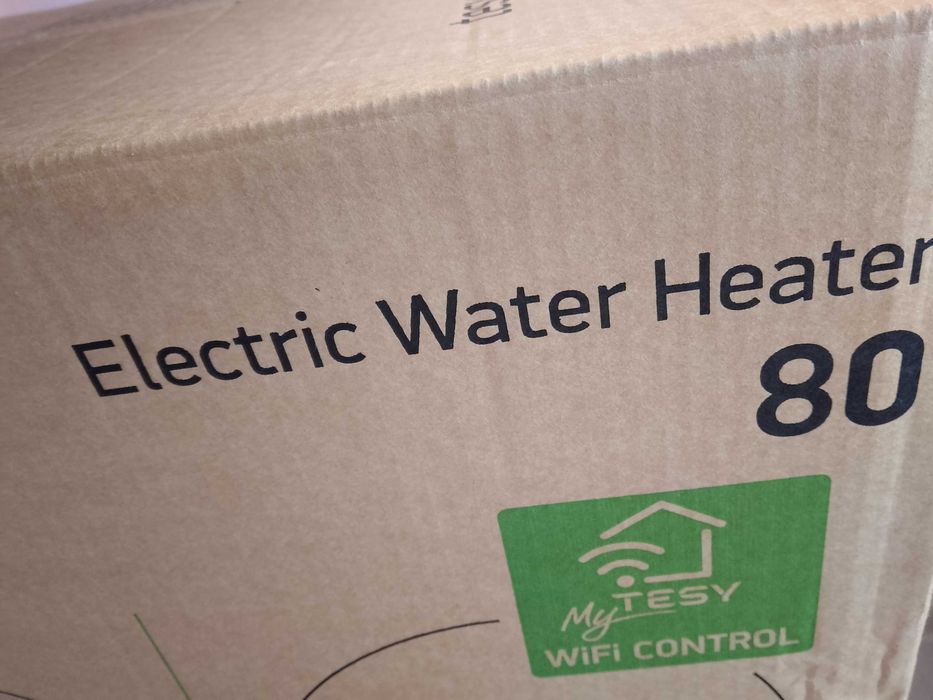 Electric Water Heater
80
My TESY
WiFi CONTROL